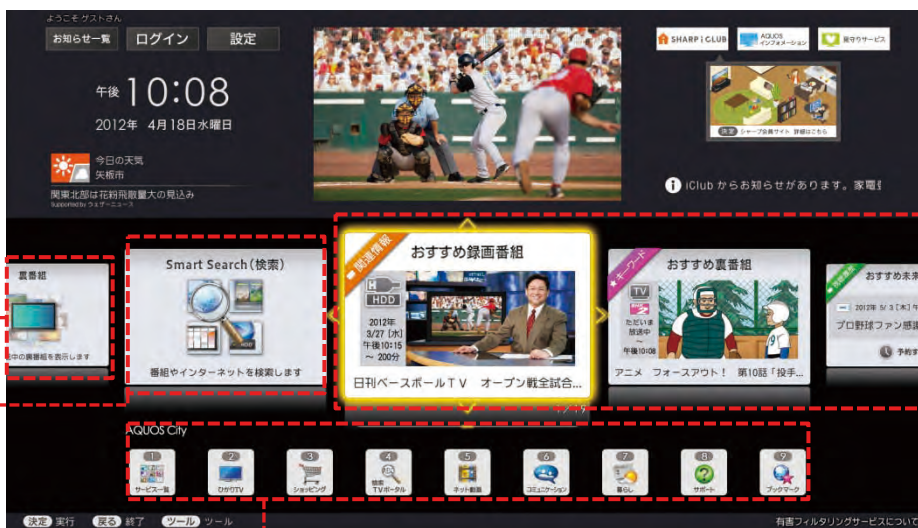 ようこそ ゲストさん
お知らせ一覧
ログイン
設定
SHARP i CLUB
AQUOS
インフォメーション
見守りサービス
午後 10:08
2012年 4月18日水曜日
決定 シャープ会員サイト 詳細はこちら
今日の天気
矢板市
関東北部は花粉飛散量大の見込み
Supported by ウェザーニュース
i iClub からお知らせがあります。家電
裏番組
中の裏番組を表示します
Smart Search（検索）
番組やインターネットを検索します
関連情報
おすすめ録画番組
HDD
2012年
3/27 [水]
午後10:15
～ 200分
日刊ベースボールTV オープン戦全試合...
1/19
キーワード
おすすめ裏番組
TV
ただいま
放送中
～
午後10:08
アニメ フォースアウト! 第10話「投手...
おすすめ未来
2012年 5/ 3 [木]
プロ野球ファン感謝
予約す
AQUOS City
1
サービス一覧
2
ひかりTV
3
ショッピング
4
検索
TVポータル
5
ネット動画
6
コミュニケーション
7
暮らし
8
サポート
9
ブックマーク
決定 実行 戻る 終了 ツール ツール
有害フィルタリングサービスについて